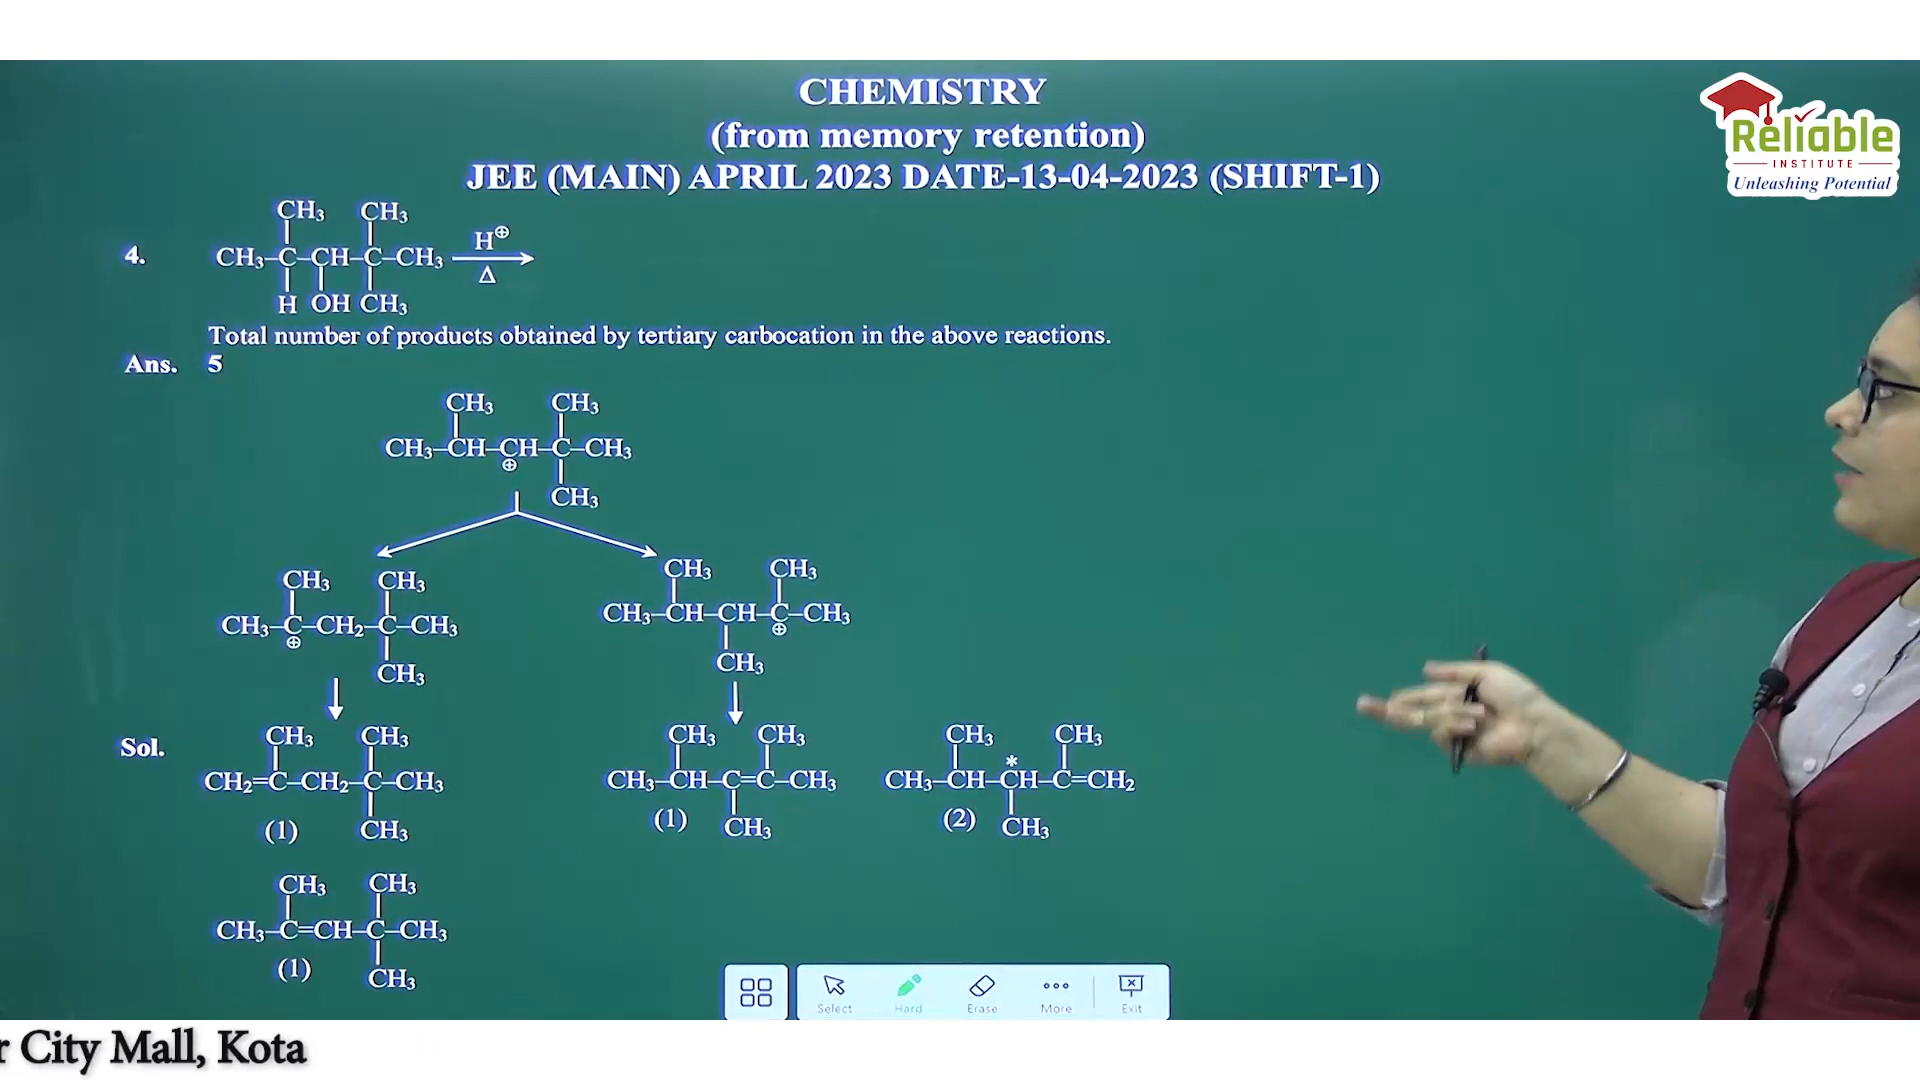 CHEMISTRY
(from memory retention)
JEE (MAIN) APRIL 2023 DATE-13-04-2023 (SHIFT-1)
Reliable
INSTITUTE
Unleashing Potential
CH₃ CH₃
4. CH₃–C–CH–C–CH₃ H⊕
Δ
H OH CH₃
Total number of products obtained by tertiary carbocation in the above reactions.
Ans. 5
CH₃ CH₃
CH₃–CH–CH–C–CH₃
⊕
CH₃
CH₃ CH₃ CH₃ CH₃
CH₃–C–CH₂–C–CH₃ CH₃–CH–CH–C–CH₃
⊕ ⊕
CH₃ CH₃
Sol. CH₃ CH₃ CH₃ CH₃ CH₃ CH₃
CH₂=C–CH₂–C–CH₃ CH₃–CH–C=C–CH₃ CH₃–CH–*CH–C=CH₂
(1) CH₃ (1) CH₃ (2) CH₃
CH₃ CH₃
CH₃–C=CH–C–CH₃
(1) CH₃
Select Hard Erase More Exit
r City Mall, Kota